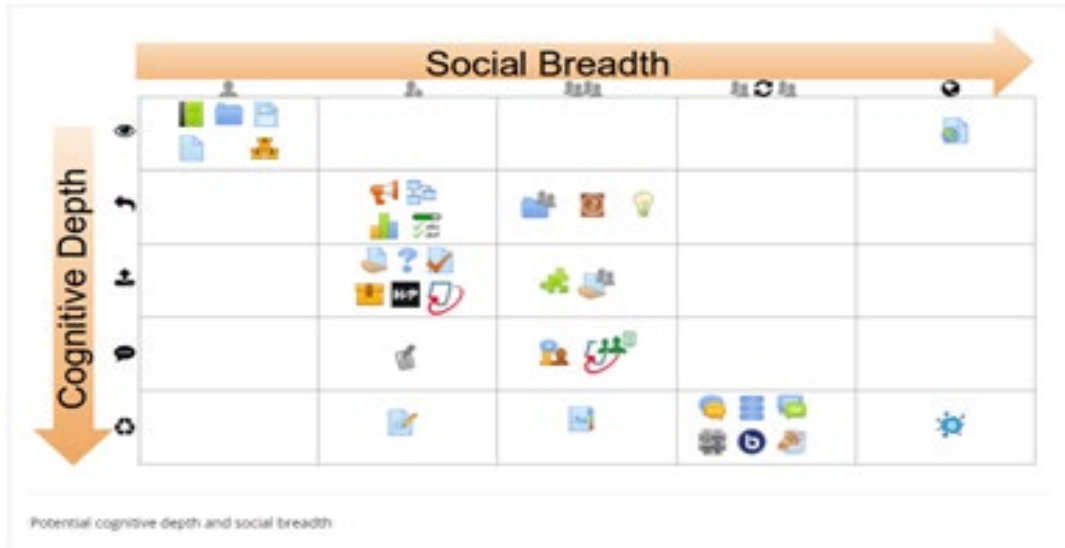 Social Breadth
Cognitive Depth
H-P
Potential cognitive depth and social breadth